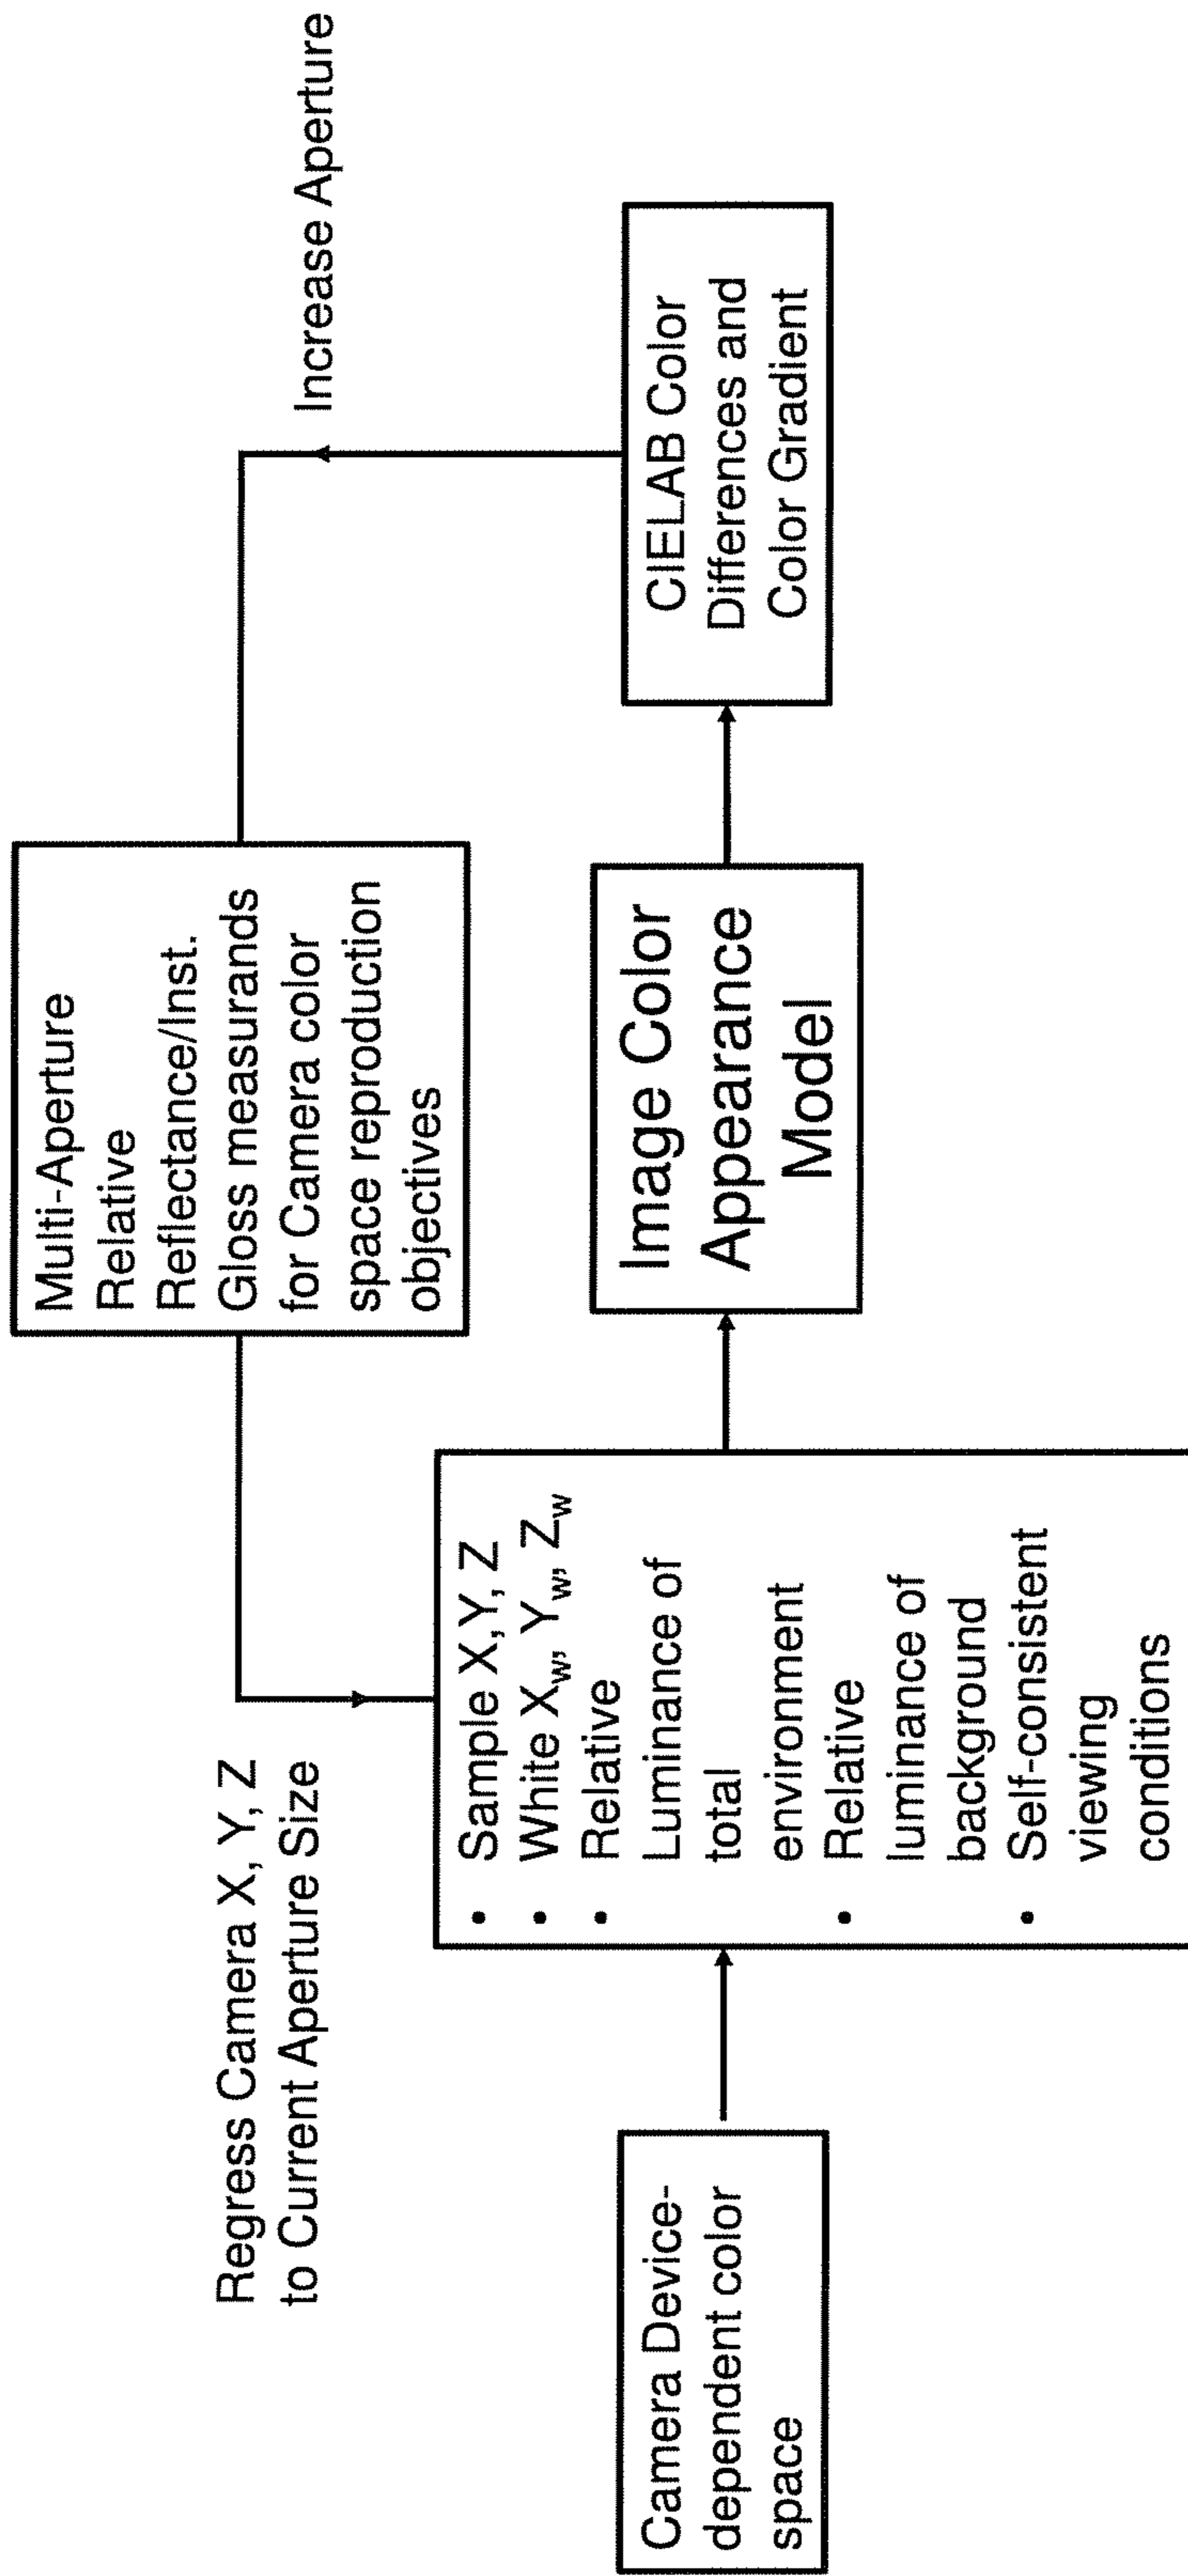 Multi-Aperture
Relative
Reflectance/Inst.
Gloss measurands
for Camera color
space reproduction
objectives
Increase Aperture
Regress Camera X, Y, Z
to Current Aperture Size
Camera Device-
dependent color
space
• Sample X,Y, Z
• White Xw, Yw, Zw
• Relative
Luminance of
total
environment
• Relative
luminance of
background
• Self-consistent
viewing
conditions
Image Color
Appearance
Model
CIELAB Color
Differences and
Color Gradient